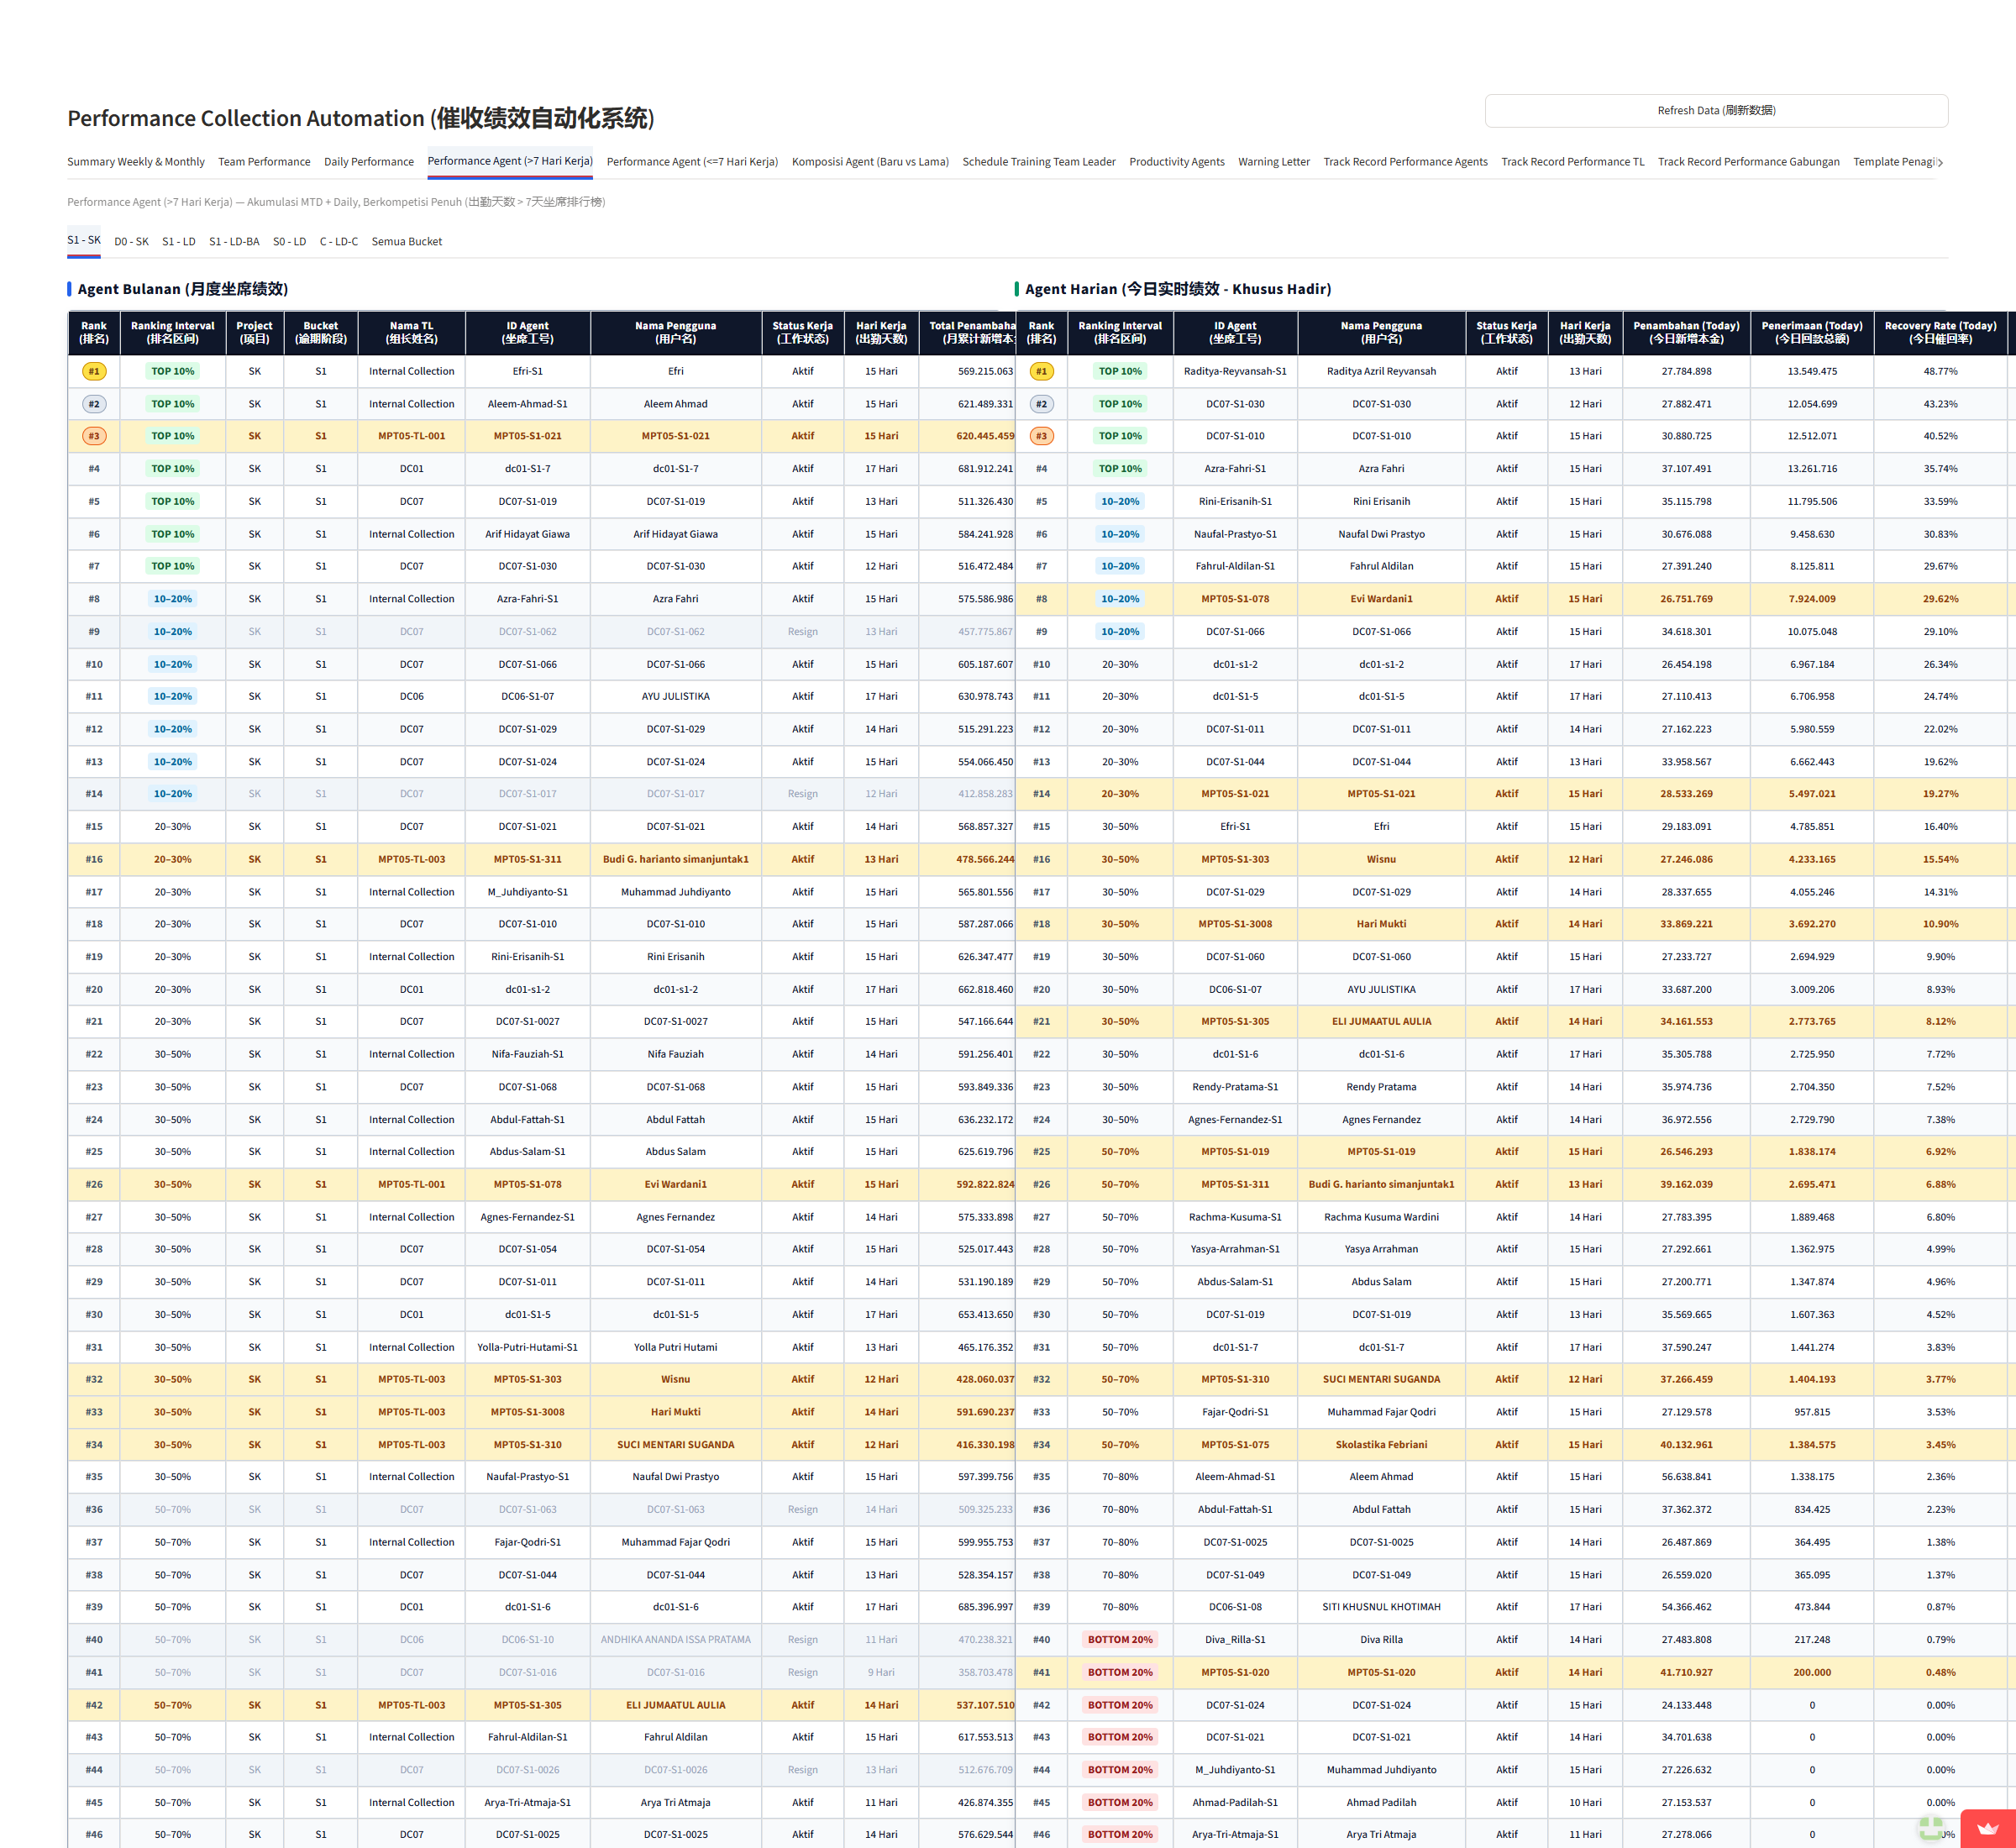 Performance Collection Automation (催收绩效自动化系统)
Refresh Data (刷新数据)
Summary Weekly & Monthly Team Performance Daily Performance Performance Agent (>7 Hari Kerja) Performance Agent (<=7 Hari Kerja) Komposisi Agent (Baru vs Lama) Schedule Training Team Leader Productivity Agents Warning Letter Track Record Performance Agents Track Record Performance TL Track Record Performance Gabungan Template Penagi
Performance Agent (>7 Hari Kerja) — Akumulasi MTD + Daily, Berkompetisi Penuh (出勤天数 > 7天坐席排行榜)
S1 - SK D0 - SK S1 - LD S1 - LD-BA S0 - LD C - LD-C Semua Bucket
Agent Bulanan (月度坐席绩效)
Rank Ranking Interval Project Bucket Nama TL ID Agent Nama Pengguna Status Kerja Hari Kerja Total Penambaha
(排名) (排名区间) (项目) (逾期阶段) (组长姓名) (坐席工号) (用户名) (工作状态) (出勤天数) (月累计新增本
#1 TOP 10% SK S1 Internal Collection Efri-S1 Efri Aktif 15 Hari 569.215.063
#2 TOP 10% SK S1 Internal Collection Aleem-Ahmad-S1 Aleem Ahmad Aktif 15 Hari 621.489.331
#3 TOP 10% SK S1 MPT05-TL-001 MPT05-S1-021 MPT05-S1-021 Aktif 15 Hari 620.445.459
#4 TOP 10% SK S1 DC01 dc01-s1-7 dc01-s1-7 Aktif 17 Hari 681.912.241
#5 TOP 10% SK S1 DC07 DC07-S1-019 DC07-S1-019 Aktif 13 Hari 511.326.430
#6 TOP 10% SK S1 Internal Collection Arif Hidayat Giawa Arif Hidayat Giawa Aktif 15 Hari 584.241.928
#7 TOP 10% SK S1 DC07 DC07-S1-030 DC07-S1-030 Aktif 12 Hari 516.472.484
#8 10–20% SK S1 Internal Collection Azra-Fahri-S1 Azra Fahri Aktif 15 Hari 575.586.986
#9 10–20% SK S1 DC07 DC07-S1-062 DC07-S1-062 Resign 13 Hari 457.775.867
#10 10–20% SK S1 DC07 DC07-S1-066 DC07-S1-066 Aktif 15 Hari 605.187.607
#11 10–20% SK S1 DC06 DC06-S1-07 AYU JULISTIKA Aktif 17 Hari 630.978.743
#12 10–20% SK S1 DC07 DC07-S1-029 DC07-S1-029 Aktif 14 Hari 515.291.223
#13 10–20% SK S1 DC07 DC07-S1-024 DC07-S1-024 Aktif 15 Hari 554.066.450
#14 10–20% SK S1 DC07 DC07-S1-017 DC07-S1-017 Resign 12 Hari 412.858.283
#15 20–30% SK S1 DC07 DC07-S1-021 DC07-S1-021 Aktif 14 Hari 568.857.327
#16 20–30% SK S1 MPT05-TL-003 MPT05-S1-311 Budi G. harianto simanjuntak1 Aktif 13 Hari 478.566.244
#17 20–30% SK S1 Internal Collection M_Juhdiyanto-S1 Muhammad Juhdiyanto Aktif 15 Hari 565.801.556
#18 20–30% SK S1 DC07 DC07-S1-010 DC07-S1-010 Aktif 15 Hari 587.287.066
#19 20–30% SK S1 Internal Collection Rini-Erisanih-S1 Rini Erisanih Aktif 15 Hari 626.347.477
#20 20–30% SK S1 DC01 dc01-s1-2 dc01-s1-2 Aktif 17 Hari 662.818.460
#21 20–30% SK S1 DC07 DC07-S1-0027 DC07-S1-0027 Aktif 15 Hari 547.166.644
#22 30–50% SK S1 Internal Collection Nifa-Fauziah-S1 Nifa Fauziah Aktif 14 Hari 591.256.401
#23 30–50% SK S1 DC07 DC07-S1-068 DC07-S1-068 Aktif 15 Hari 593.849.336
#24 30–50% SK S1 Internal Collection Abdul-Fattah-S1 Abdul Fattah Aktif 15 Hari 636.232.172
#25 30–50% SK S1 Internal Collection Abdus-Salam-S1 Abdus Salam Aktif 15 Hari 625.619.796
#26 30–50% SK S1 MPT05-TL-001 MPT05-S1-078 Evi Wardani1 Aktif 15 Hari 592.822.824
#27 30–50% SK S1 Internal Collection Agnes-Fernandez-S1 Agnes Fernandez Aktif 14 Hari 575.333.898
#28 30–50% SK S1 DC07 DC07-S1-054 DC07-S1-054 Aktif 15 Hari 525.017.443
#29 30–50% SK S1 DC07 DC07-S1-011 DC07-S1-011 Aktif 14 Hari 531.190.189
#30 30–50% SK S1 DC01 dc01-s1-5 dc01-s1-5 Aktif 17 Hari 653.413.650
#31 30–50% SK S1 Internal Collection Yolla-Putri-Hutami-S1 Yolla Putri Hutami Aktif 13 Hari 465.176.352
#32 30–50% SK S1 MPT05-TL-003 MPT05-S1-303 Wisnu Aktif 12 Hari 428.060.037
#33 30–50% SK S1 MPT05-TL-003 MPT05-S1-3008 Hari Mukti Aktif 14 Hari 591.690.237
#34 30–50% SK S1 MPT05-TL-003 MPT05-S1-310 SUCI MENTARI SUGANDA Aktif 12 Hari 416.330.198
#35 30–50% SK S1 Internal Collection Naufal-Prastyo-S1 Naufal Dwi Prastyo Aktif 15 Hari 597.399.756
#36 50–70% SK S1 DC07 DC07-S1-063 DC07-S1-063 Resign 14 Hari 509.325.233
#37 50–70% SK S1 Internal Collection Fajar-Qodri-S1 Muhammad Fajar Qodri Aktif 15 Hari 599.955.753
#38 50–70% SK S1 DC07 DC07-S1-044 DC07-S1-044 Aktif 13 Hari 528.354.157
#39 50–70% SK S1 DC01 dc01-S1-6 dc01-s1-6 Aktif 17 Hari 685.396.997
#40 50–70% SK S1 DC06 DC06-S1-10 ANDHIKA ANANDA ISSA PRATAMA Resign 11 Hari 470.238.321
#41 50–70% SK S1 DC07 DC07-S1-016 DC07-S1-016 Resign 9 Hari 358.703.478
#42 50–70% SK S1 MPT05-TL-003 MPT05-S1-305 ELI JUMAATUL AULIA Aktif 14 Hari 537.107.510
#43 50–70% SK S1 Internal Collection Fahrul-Aldilan-S1 Fahrul Aldilan Aktif 15 Hari 617.553.513
#44 50–70% SK S1 DC07 DC07-S1-0026 DC07-S1-0026 Resign 13 Hari 512.676.709
#45 50–70% SK S1 Internal Collection Arya-Tri-Atmaja-S1 Arya Tri Atmaja Aktif 11 Hari 426.874.355
#46 50–70% SK S1 DC07 DC07-S1-0025 DC07-S1-0025 Aktif 14 Hari 576.629.544
Agent Harian (今日实时绩效 - Khusus Hadir)
Rank Ranking Interval ID Agent Nama Pengguna Status Kerja Hari Kerja Penambahan (Today) Penerimaan (Today) Recovery Rate (Today)
(排名) (排名区间) (坐席工号) (用户名) (工作状态) (出勤天数) (今日新增本金) (今日回款总额) (今日催回率)
#1 TOP 10% Raditya-Reyvansah-S1 Raditya Azril Reyvansah Aktif 13 Hari 27.784.898 13.549.475 48.77%
#2 TOP 10% DC07-S1-030 DC07-S1-030 Aktif 12 Hari 27.882.471 12.054.699 43.23%
#3 TOP 10% DC07-S1-010 DC07-S1-010 Aktif 15 Hari 30.880.725 12.512.071 40.52%
#4 TOP 10% Azra-Fahri-S1 Azra Fahri Aktif 15 Hari 37.107.491 13.261.716 35.74%
#5 10–20% Rini-Erisanih-S1 Rini Erisanih Aktif 15 Hari 35.115.798 11.795.506 33.59%
#6 10–20% Naufal-Prastyo-S1 Naufal Dwi Prastyo Aktif 15 Hari 30.676.088 9.458.630 30.83%
#7 10–20% Fahrul-Aldilan-S1 Fahrul Aldilan Aktif 15 Hari 27.391.240 8.125.811 29.67%
#8 10–20% MPT05-S1-078 Evi Wardani1 Aktif 15 Hari 26.751.769 7.924.009 29.62%
#9 10–20% DC07-S1-066 DC07-S1-066 Aktif 15 Hari 34.618.301 10.075.048 29.10%
#10 20–30% dc01-s1-2 dc01-s1-2 Aktif 17 Hari 26.454.198 6.967.184 26.34%
#11 20–30% dc01-s1-5 dc01-s1-5 Aktif 17 Hari 27.110.413 6.706.958 24.74%
#12 20–30% DC07-S1-011 DC07-S1-011 Aktif 14 Hari 27.162.223 5.980.559 22.02%
#13 20–30% DC07-S1-044 DC07-S1-044 Aktif 13 Hari 33.958.567 6.662.443 19.62%
#14 20–30% MPT05-S1-021 MPT05-S1-021 Aktif 15 Hari 28.533.269 5.497.021 19.27%
#15 30–50% Efri-S1 Efri Aktif 15 Hari 29.183.091 4.785.851 16.40%
#16 30–50% MPT05-S1-303 Wisnu Aktif 12 Hari 27.246.086 4.233.165 15.54%
#17 30–50% DC07-S1-029 DC07-S1-029 Aktif 14 Hari 28.337.655 4.055.246 14.31%
#18 30–50% MPT05-S1-3008 Hari Mukti Aktif 14 Hari 33.869.221 3.692.270 10.90%
#19 30–50% DC07-S1-060 DC07-S1-060 Aktif 15 Hari 27.233.727 2.694.929 9.90%
#20 30–50% DC06-S1-07 AYU JULISTIKA Aktif 17 Hari 33.687.200 3.009.206 8.93%
#21 30–50% MPT05-S1-305 ELI JUMAATUL AULIA Aktif 14 Hari 34.161.553 2.773.765 8.12%
#22 30–50% dc01-S1-6 dc01-s1-6 Aktif 17 Hari 35.305.788 2.725.950 7.72%
#23 30–50% Rendy-Pratama-S1 Rendy Pratama Aktif 14 Hari 35.974.736 2.704.350 7.52%
#24 30–50% Agnes-Fernandez-S1 Agnes Fernandez Aktif 14 Hari 36.972.556 2.729.790 7.38%
#25 50–70% MPT05-S1-019 MPT05-S1-019 Aktif 15 Hari 26.546.293 1.838.174 6.92%
#26 50–70% MPT05-S1-311 Budi G. harianto simanjuntak1 Aktif 13 Hari 39.162.039 2.695.471 6.88%
#27 50–70% Rachma-Kusuma-S1 Rachma Kusuma Wardini Aktif 14 Hari 27.783.395 1.889.468 6.80%
#28 50–70% Yasya-Arrahman-S1 Yasya Arrahman Aktif 15 Hari 27.292.661 1.362.975 4.99%
#29 50–70% Abdus-Salam-S1 Abdus Salam Aktif 15 Hari 27.200.771 1.347.874 4.96%
#30 50–70% DC07-S1-019 DC07-S1-019 Aktif 13 Hari 35.569.665 1.607.363 4.52%
#31 50–70% dc01-s1-7 dc01-s1-7 Aktif 17 Hari 37.590.247 1.441.274 3.83%
#32 50–70% MPT05-S1-310 SUCI MENTARI SUGANDA Aktif 12 Hari 37.266.459 1.404.193 3.77%
#33 50–70% Fajar-Qodri-S1 Muhammad Fajar Qodri Aktif 15 Hari 27.129.578 957.815 3.53%
#34 50–70% MPT05-S1-075 Skolastika Febriani Aktif 15 Hari 40.132.961 1.384.575 3.45%
#35 70–80% Aleem-Ahmad-S1 Aleem Ahmad Aktif 15 Hari 56.638.841 1.338.175 2.36%
#36 70–80% Abdul-Fattah-S1 Abdul Fattah Aktif 15 Hari 37.362.372 834.425 2.23%
#37 70–80% DC07-S1-0025 DC07-S1-0025 Aktif 14 Hari 26.487.869 364.495 1.38%
#38 70–80% DC07-S1-049 DC07-S1-049 Aktif 15 Hari 26.559.020 365.095 1.37%
#39 70–80% DC06-S1-08 SITI KHUSNUL KHOTIMAH Aktif 17 Hari 54.366.462 473.844 0.87%
#40 BOTTOM 20% Diva_Rilla-S1 Diva Rilla Aktif 14 Hari 27.483.808 217.248 0.79%
#41 BOTTOM 20% MPT05-S1-020 MPT05-S1-020 Aktif 14 Hari 41.710.927 200.000 0.48%
#42 BOTTOM 20% DC07-S1-024 DC07-S1-024 Aktif 15 Hari 24.133.448 0 0.00%
#43 BOTTOM 20% DC07-S1-021 DC07-S1-021 Aktif 14 Hari 34.701.638 0 0.00%
#44 BOTTOM 20% M_Juhdiyanto-S1 Muhammad Juhdiyanto Aktif 15 Hari 27.226.632 0 0.00%
#45 BOTTOM 20% Ahmad-Padilah-S1 Ahmad Padilah Aktif 10 Hari 27.153.537 0 0.00%
#46 BOTTOM 20% Arya-Tri-Atmaja-S1 Arya Tri Atmaja Aktif 11 Hari 27.278.066 0